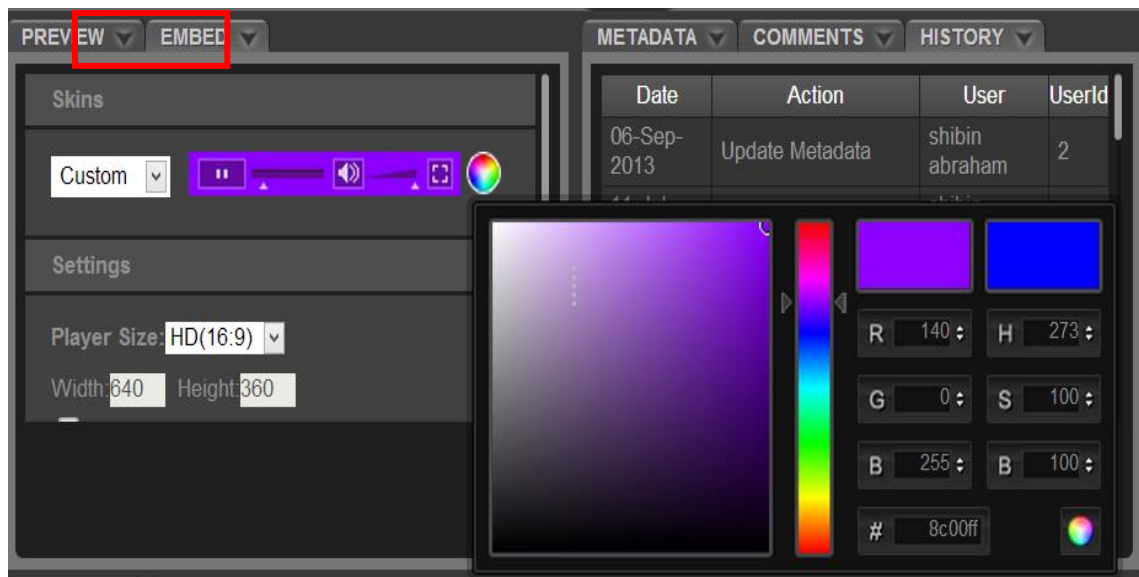 PREVIEW EMBED
Skins
Custom
Settings
Player Size: HD(16:9)
Width: 640 Height: 360
METADATA COMMENTS HISTORY
Date Action User UserId
06-Sep-2013 Update Metadata shibin abraham 2
R 140 H 273
G 0 S 100
B 255 B 100
# 8c00ff